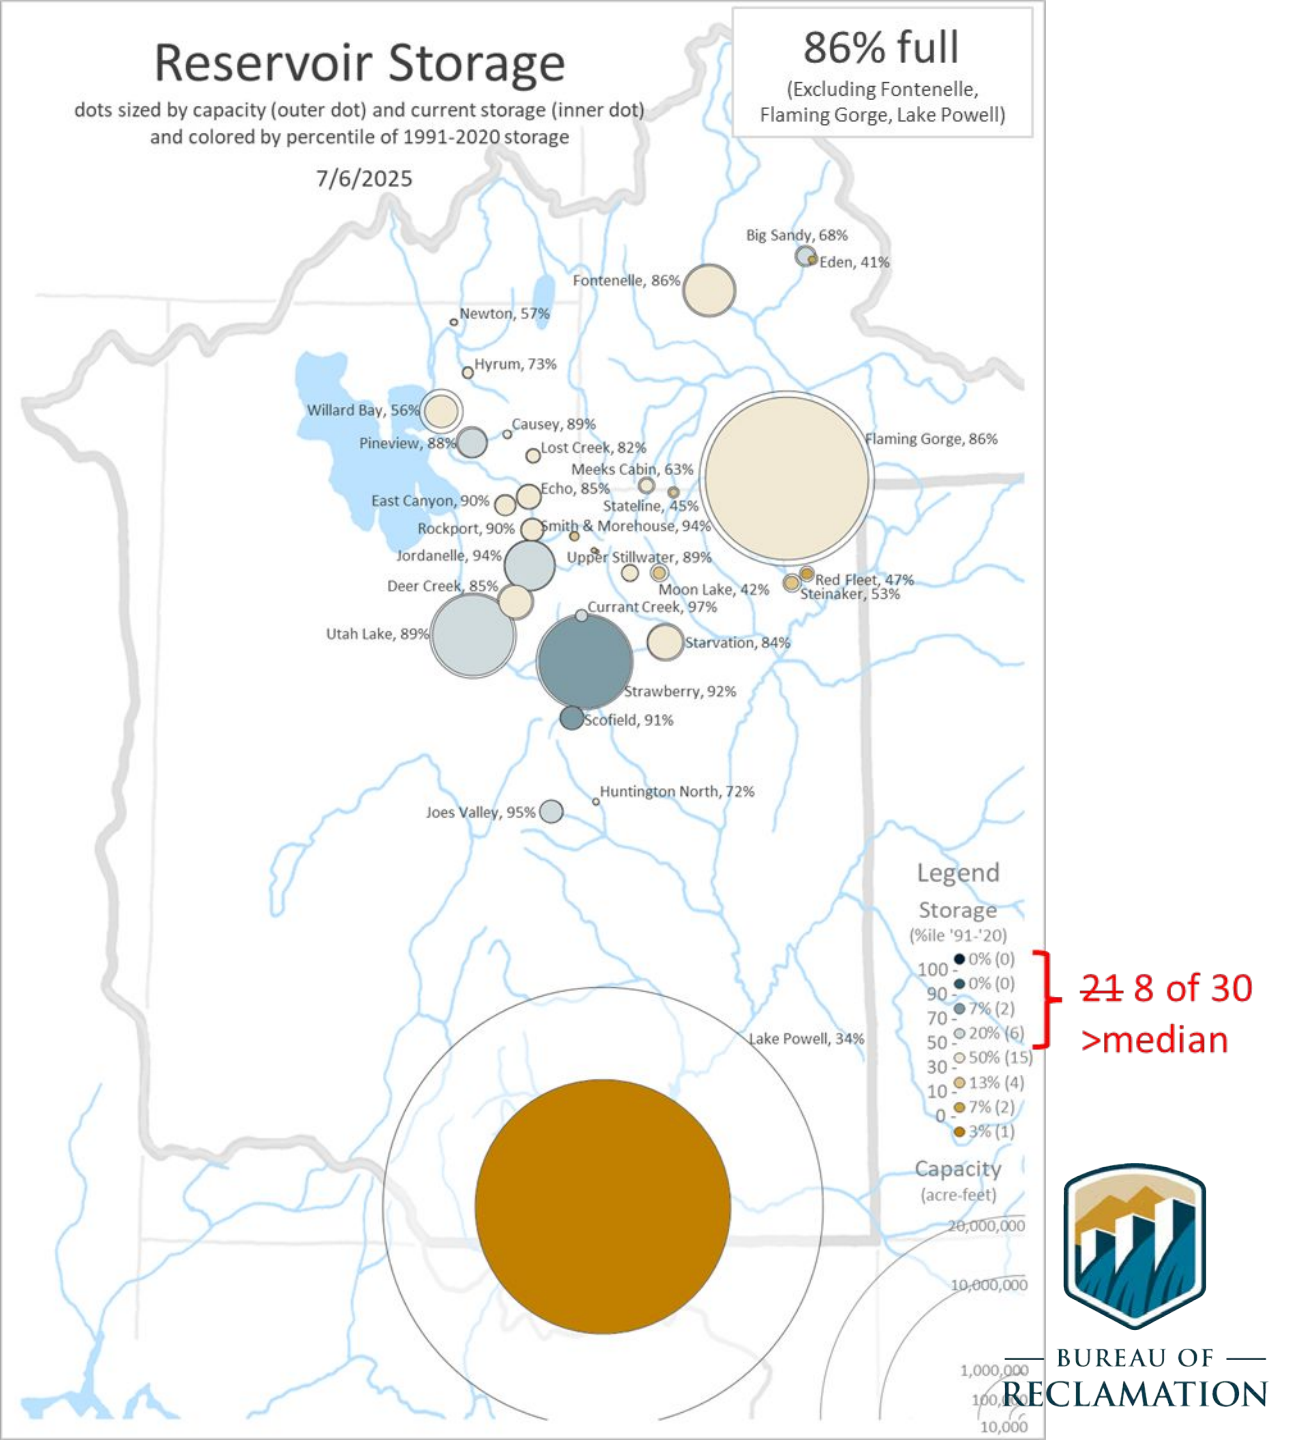 Reservoir Storage
dots sized by capacity (outer dot) and current storage (inner dot)
and colored by percentile of 1991-2020 storage
7/6/2025
86% full
(Excluding Fontenelle,
Flaming Gorge, Lake Powell)
Big Sandy, 68%
Eden, 41%
Fontenelle, 86%
Newton, 57%
Hyrum, 73%
Willard Bay, 56%
Causey, 89%
Pineview, 88%
Flaming Gorge, 86%
Lost Creek, 82%
Meeks Cabin, 63%
Echo, 85%
East Canyon, 90%
Stateline, 45%
Rockport, 90%
Smith & Morehouse, 94%
Jordanelle, 94%
Upper Stillwater, 89%
Deer Creek, 85%
Moon Lake, 42%
Red Fleet, 47%
Steinaker, 53%
Currant Creek, 97%
Utah Lake, 89%
Starvation, 84%
Strawberry, 92%
Scofield, 91%
Huntington North, 72%
Joes Valley, 95%
Lake Powell, 34%
Legend
Storage
(%ile '91-'20)
0% (0)
100 -
0% (0)
90 -
7% (2)
70 -
20% (6)
50 -
50% (15)
30 -
13% (4)
10 -
7% (2)
0 -
3% (1)
21 8 of 30
>median
Capacity
(acre-feet)
20,000,000
10,000,000
1,000,000
10,000
BUREAU OF
RECLAMATION